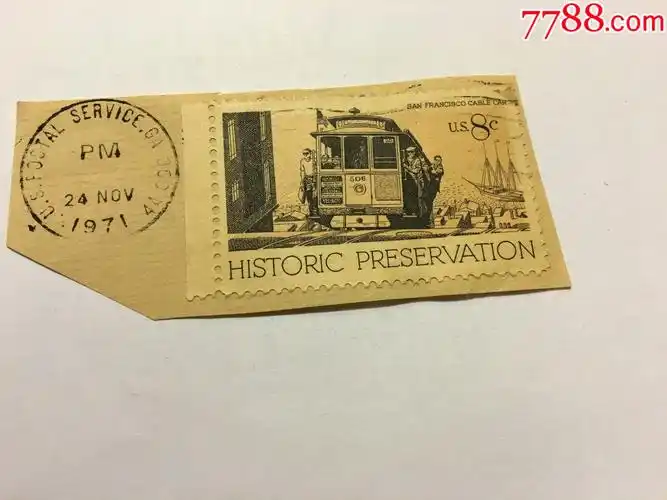 7788.com
U.S. POSTAL SERVICE, GA
PM
24 NOV
1971
SAN FRANCISCO CABLE CAR
U.S. 8c
506
HISTORIC PRESERVATION